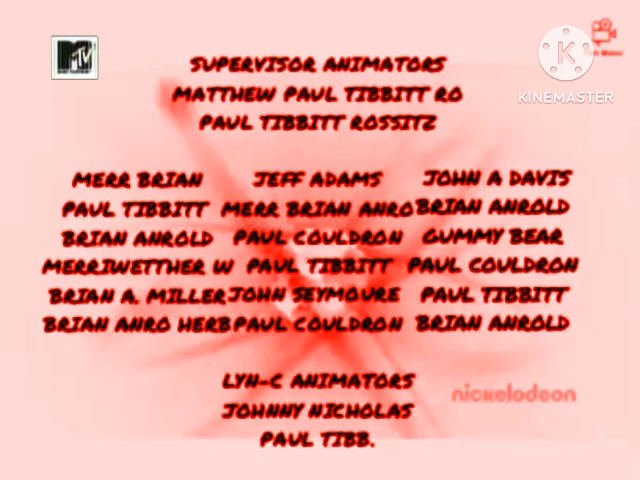 MTV
KINEMASTER
SUPERVISOR ANIMATORS
MATTHEW PAUL TIBBITT RO
PAUL TIBBITT ROSSITZ
MERR BRIAN JEFF ADAMS JOHN A DAVIS
PAUL TIBBITT MERR BRIAN ANRO BRIAN ANROLD
BRIAN ANROLD PAUL COULDRON GUMMY BEAR
MERRIWETTHER W PAUL TIBBITT PAUL COULDRON
BRIAN A. MILLER JOHN SEYMOURE PAUL TIBBITT
BRIAN ANRO HERB PAUL COULDRON BRIAN ANROLD
LYN-C ANIMATORS
nickelodeon
JOHNNY NICHOLAS
PAUL TIBB.